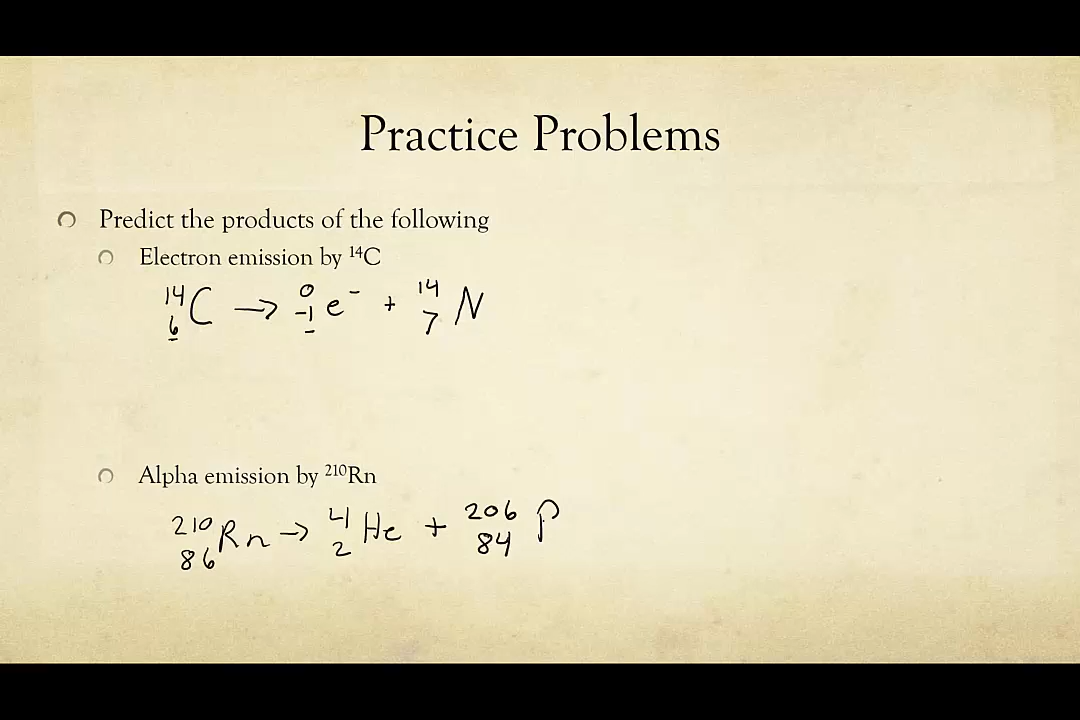 Practice Problems
Predict the products of the following
Electron emission by ¹⁴C
¹⁴₆C → ⁰₋₁e⁻ + ¹⁴₇N
Alpha emission by ²¹⁰Rn
²¹⁰₈₆Rn → ⁴₂He + ²⁰⁶₈₄P